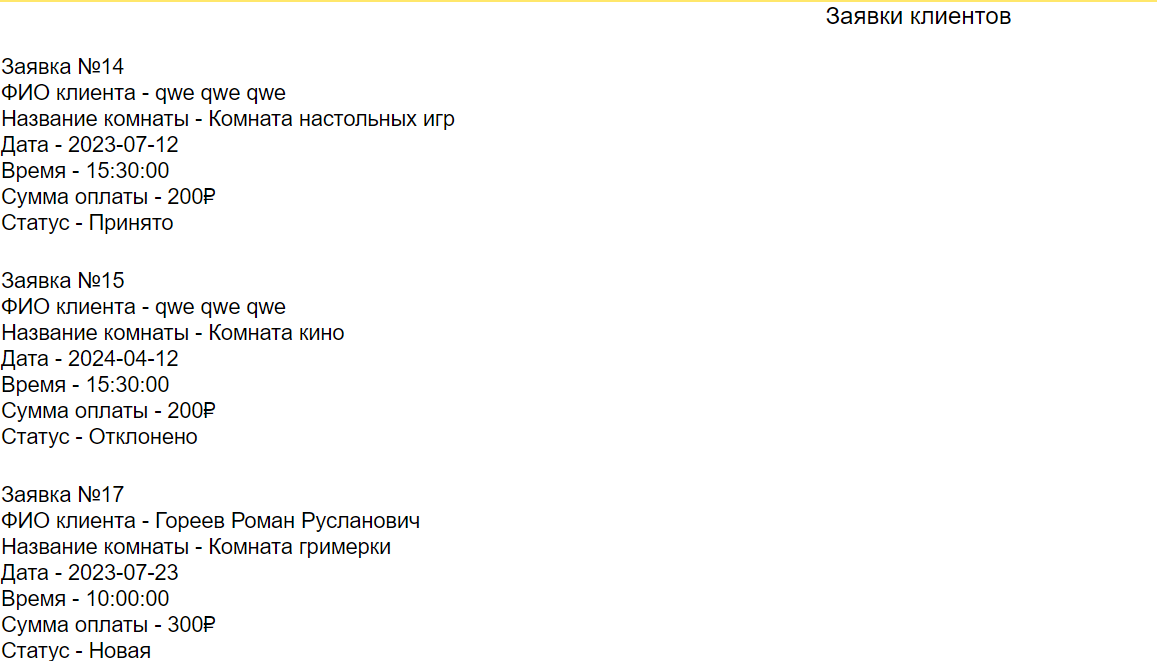 Заявки клиентов
Заявка №14
ФИО клиента - qwe qwe qwe
Название комнаты - Комната настольных игр
Дата - 2023-07-12
Время - 15:30:00
Сумма оплаты - 200₽
Статус - Принято
Заявка №15
ФИО клиента - qwe qwe qwe
Название комнаты - Комната кино
Дата - 2024-04-12
Время - 15:30:00
Сумма оплаты - 200₽
Статус - Отклонено
Заявка №17
ФИО клиента - Гореев Роман Русланович
Название комнаты - Комната гримерки
Дата - 2023-07-23
Время - 10:00:00
Сумма оплаты - 300₽
Статус - Новая